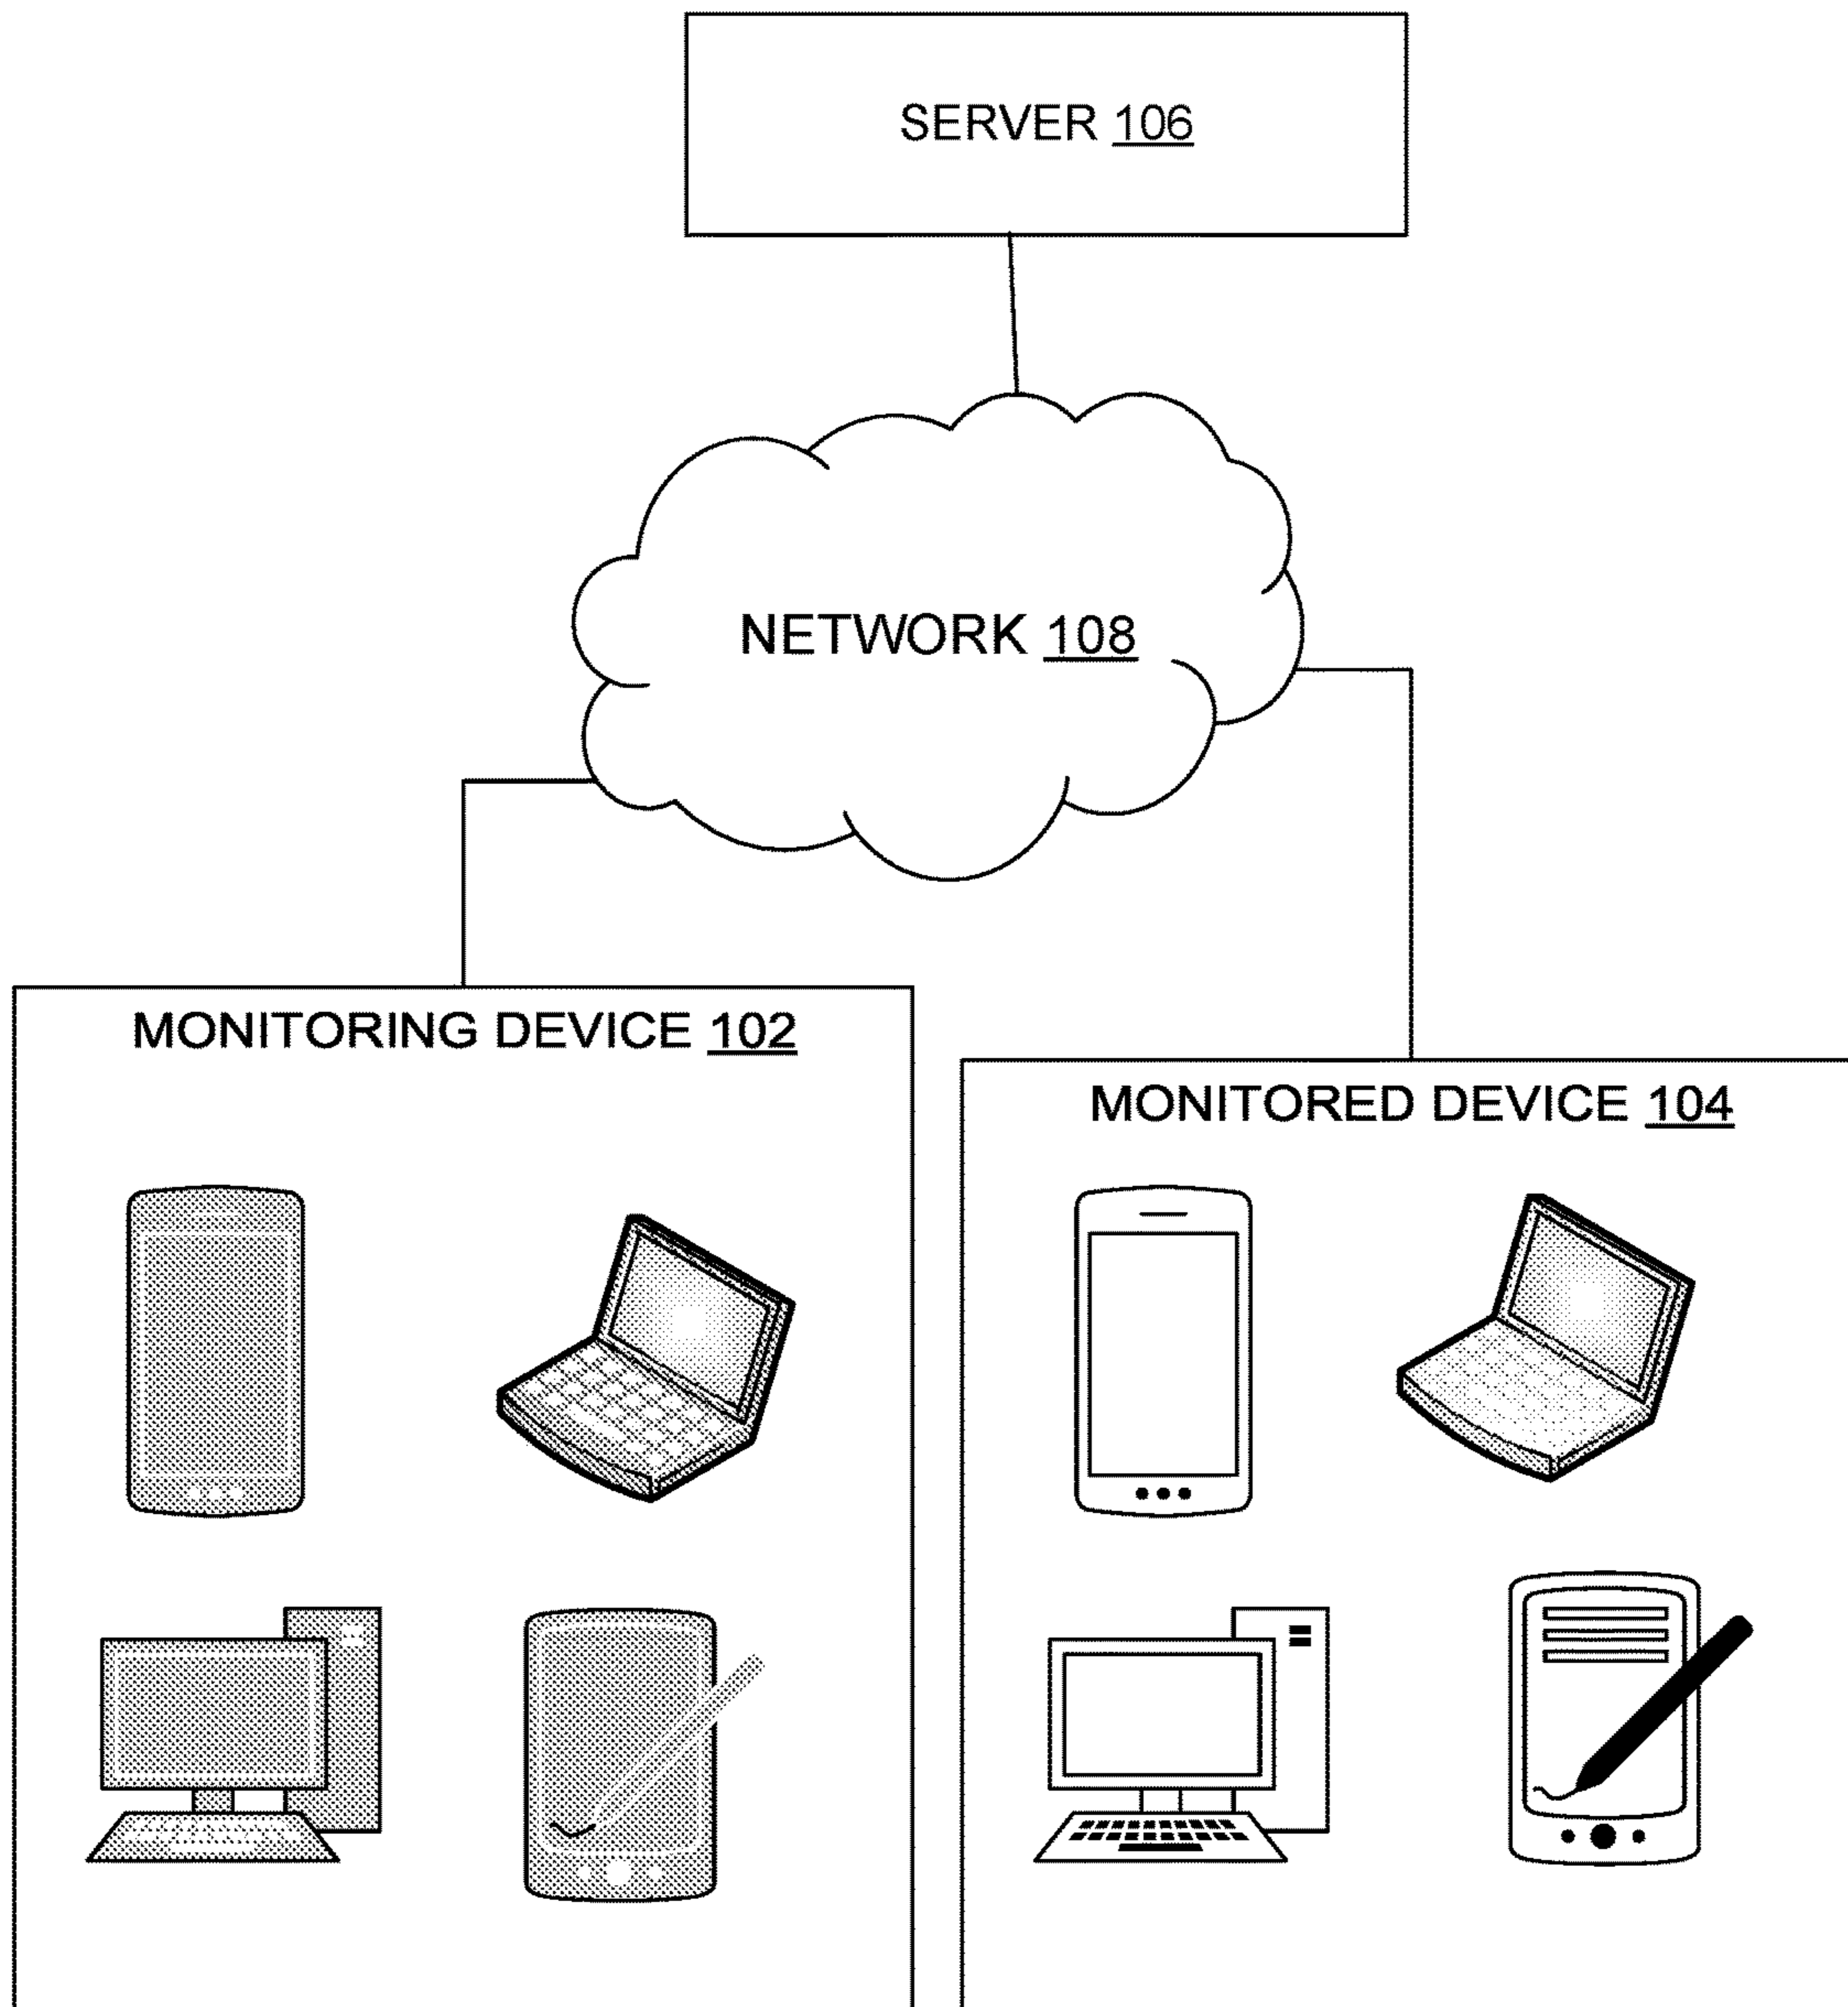 SERVER 106
NETWORK 108
MONITORING DEVICE 102
MONITORED DEVICE 104